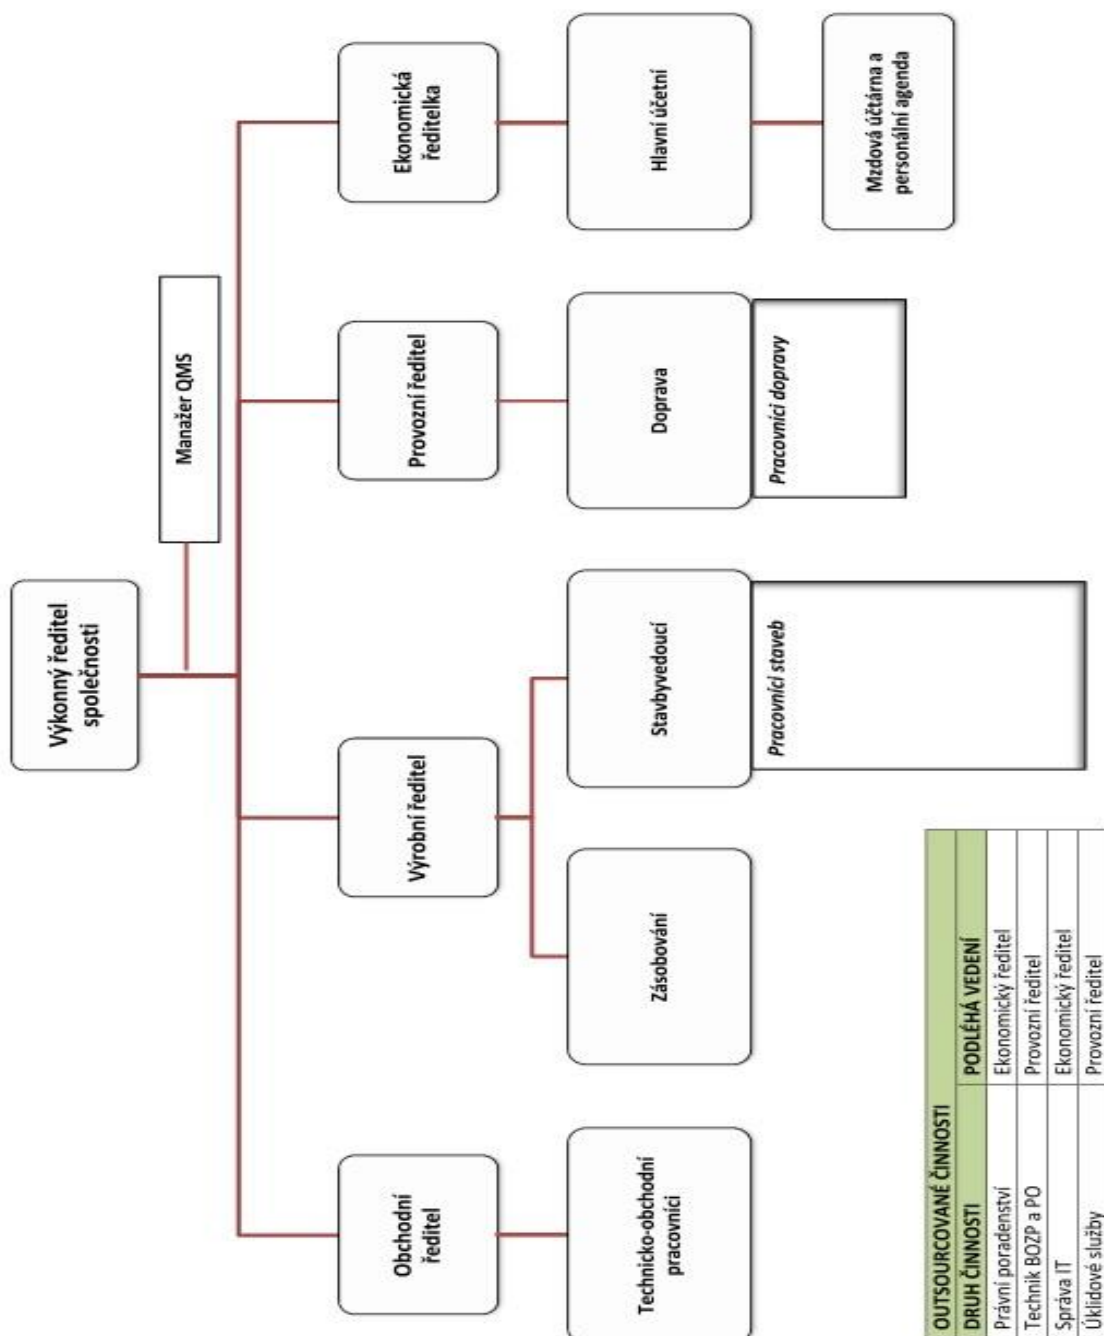 Výkonný ředitel
společnosti
Manažer QMS
Obchodní
ředitel
Výrobní ředitel
Provozní ředitel
Ekonomická
ředitelka
Technicko-obchodní
pracovníci
Zásobování
Stavbyvedoucí
Doprava
Hlavní účetní
Pracovníci staveb
Pracovníci dopravy
Mzdová účtárna a
personální agenda
OUTSOURCOVANÉ ČINNOSTI
DRUH ČINNOSTI PODLÉHÁ VEDENÍ
Právní poradenství Ekonomický ředitel
Technik BOZP a PO Provozní ředitel
Správa IT Ekonomický ředitel
Úklidové služby Provozní ředitel